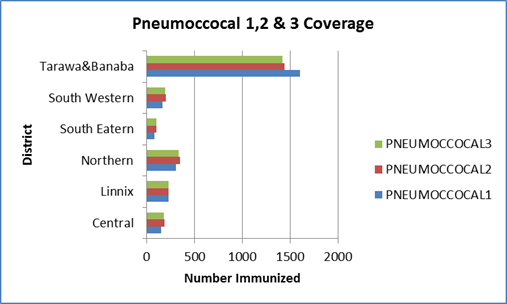 Pneumoccocal 1,2 & 3 Coverage
District
Tarawa&Banaba
South Western
South Eatern
Northern
Linnix
Central
0 500 1000 1500 2000
Number Immunized
PNEUMOCCOCAL3
PNEUMOCCOCAL2
PNEUMOCCOCAL1